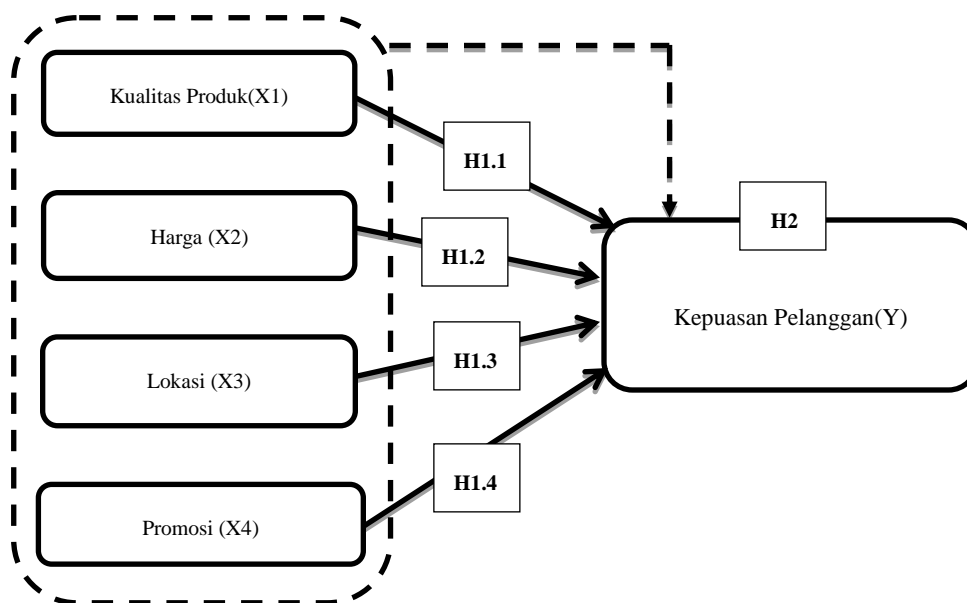 Kualitas Produk(X1)
H1.1
H2
Harga (X2)
H1.2
Kepuasan Pelanggan(Y)
H1.3
Lokasi (X3)
H1.4
Promosi (X4)